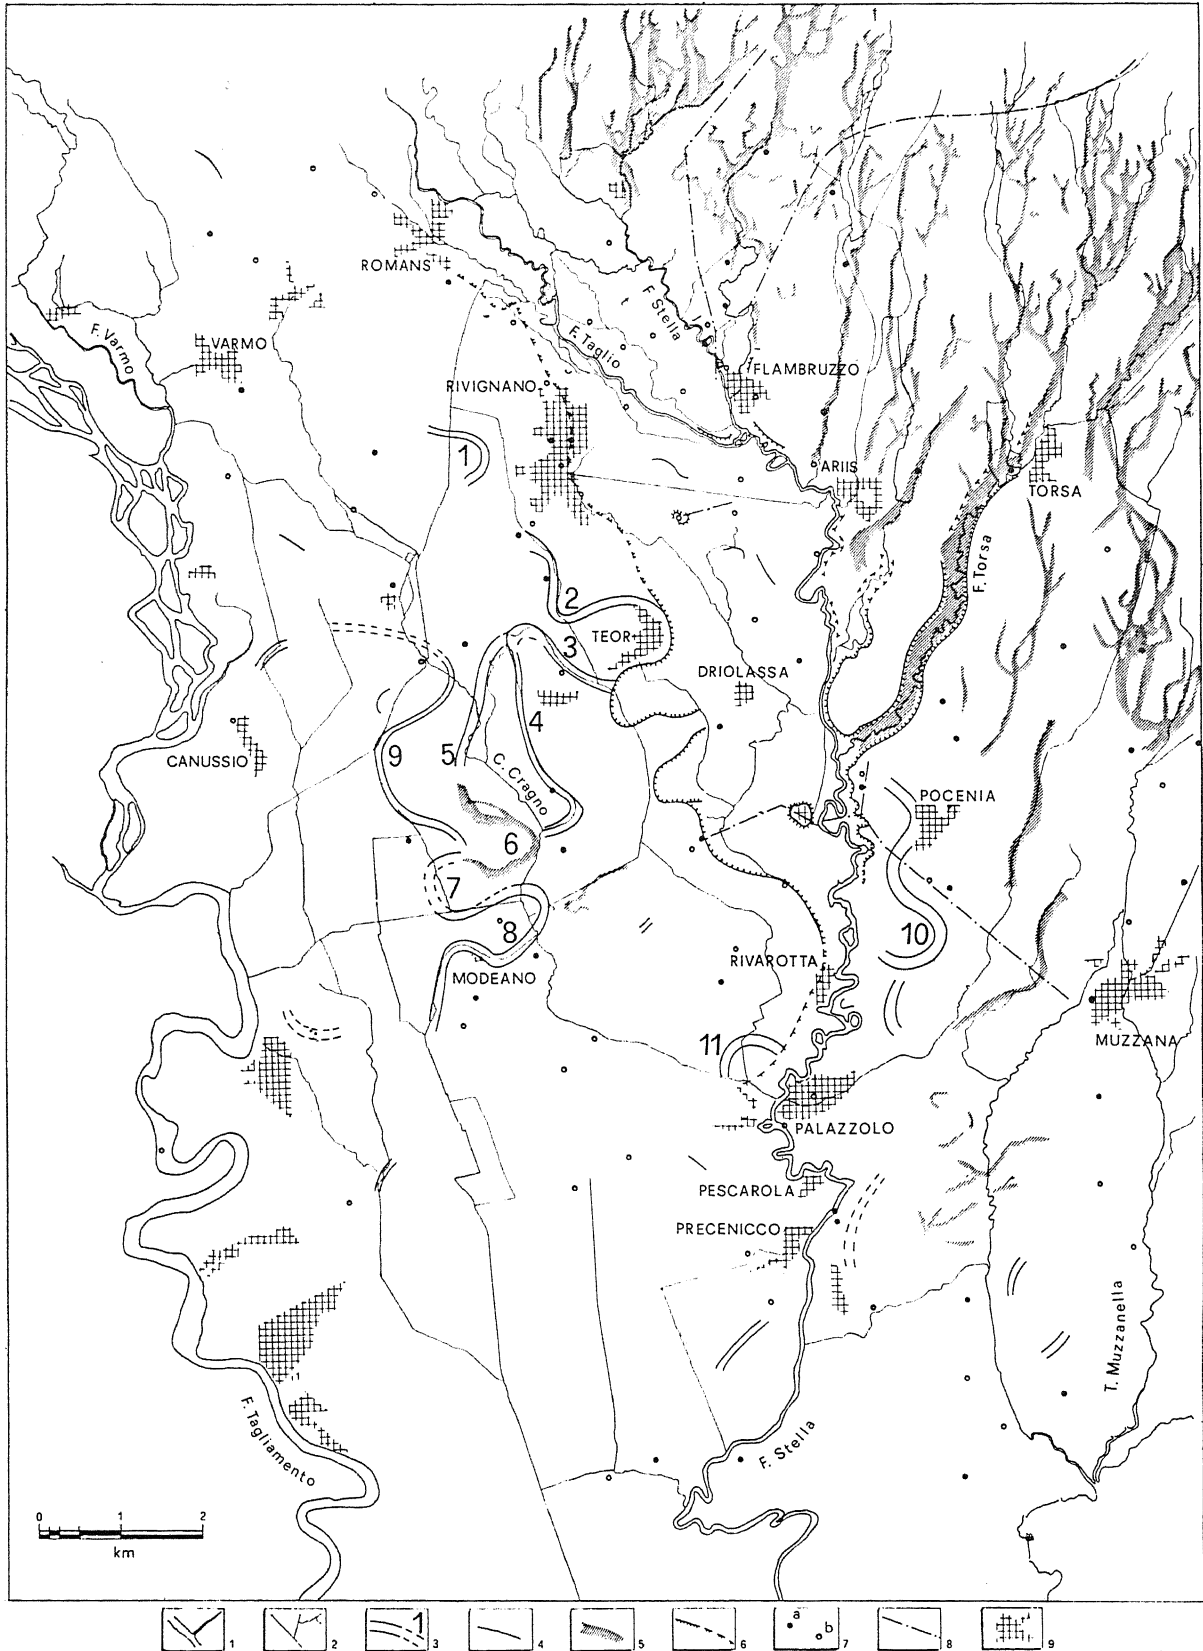 ROMANS
F. Varmo
VARMO
F. Stella
F. Taglio
RIVIGNANO
FLAMBRUZZO
1
ARIIS
TORSA
F. Torsa
2
TEOR
3
DRIOLASSA
4
9
5
CANUSSIO
C. Cragno
POCENIA
6
7
8
10
RIVAROTTA
MODEANO
11
MUZZANA
PALAZZOLO
PESCAROLA
PRECENICCO
T. Muzzanella
F. Tagliamento
F. Stella
0 1 2
km
1
2
1 3
4
5
6
a b 7
8
9